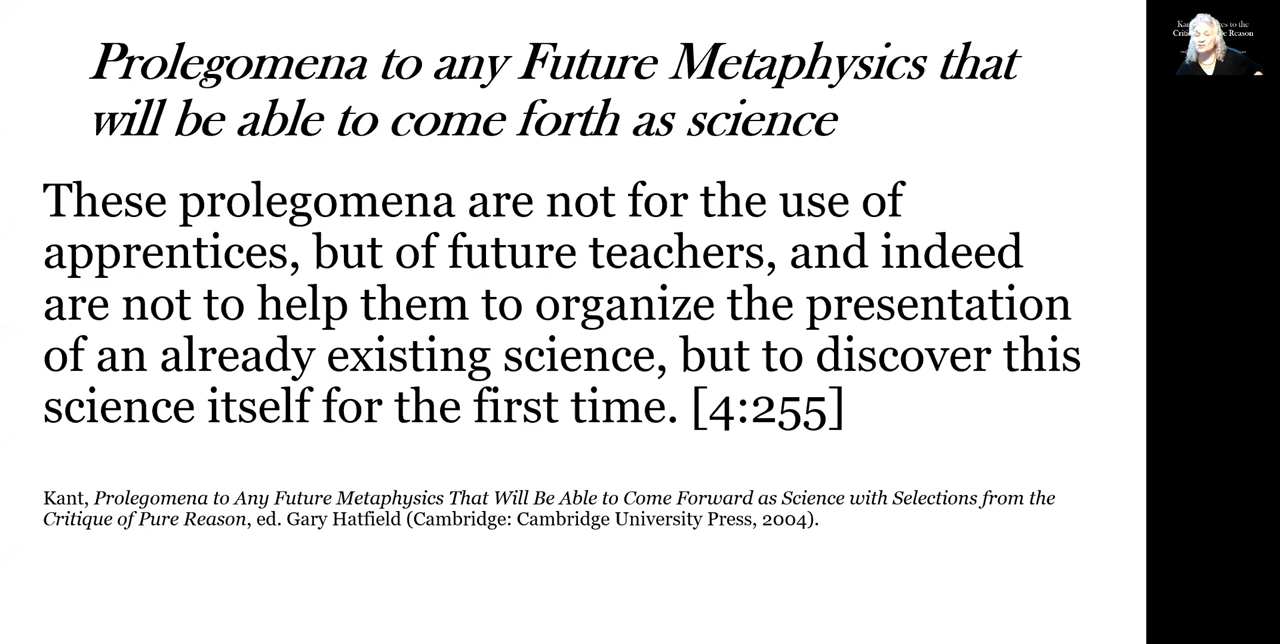 Prolegomena to any Future Metaphysics that
will be able to come forth as science
These prolegomena are not for the use of
apprentices, but of future teachers, and indeed
are not to help them to organize the presentation
of an already existing science, but to discover this
science itself for the first time. [4:255]
Kant, Prolegomena to Any Future Metaphysics That Will Be Able to Come Forward as Science with Selections from the
Critique of Pure Reason, ed. Gary Hatfield (Cambridge: Cambridge University Press, 2004).
to the
Reason